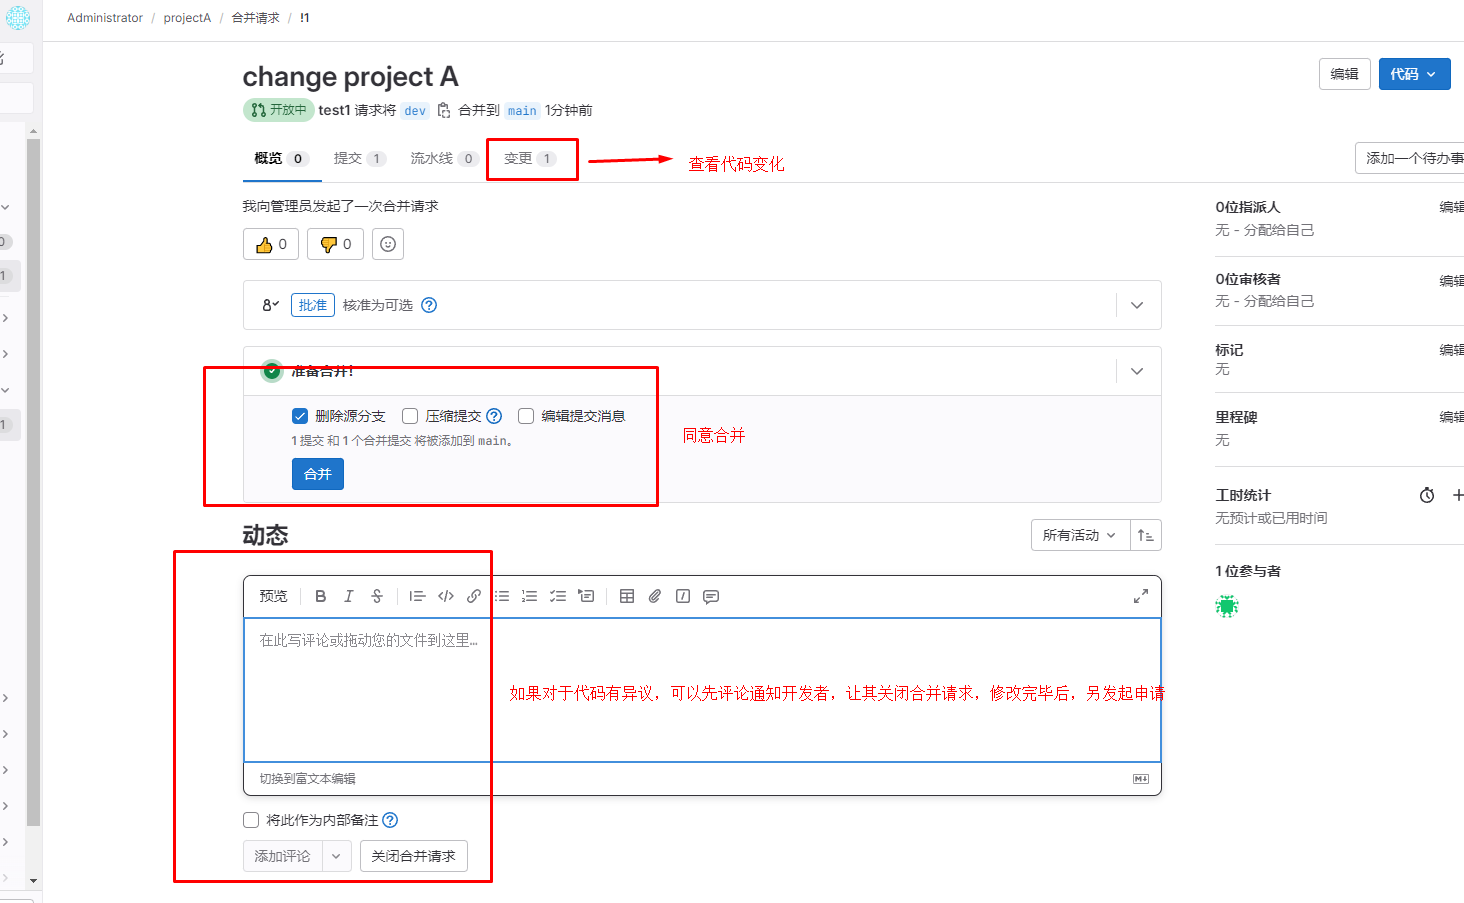 Administrator / projectA / 合并请求 / !1
change project A
编辑 代码
开放中 test1 请求将 dev 合并到 main 1分钟前
概览 0 提交 1 流水线 0 变更 1
查看代码变化
添加一个待办事
我向管理员发起了一次合并请求
0位指派人 编辑
无 - 分配给自己
0 0
0位审核者 编辑
无 - 分配给自己
批准 核准为可选
标记 编辑
无
准备合并!
删除源分支 压缩提交 编辑提交消息
1 提交 和 1 个合并提交 将被添加到 main。
同意合并
合并
里程碑 编辑
无
工时统计
无预计或已用时间
动态
所有活动
1 位参与者
预览 B I S
在此写评论或拖动您的文件到这里...
如果对于代码有异议，可以先评论通知开发者，让其关闭合并请求，修改完毕后，另发起申请
切换到富文本编辑
将此作为内部备注
添加评论 关闭合并请求
0
1
1